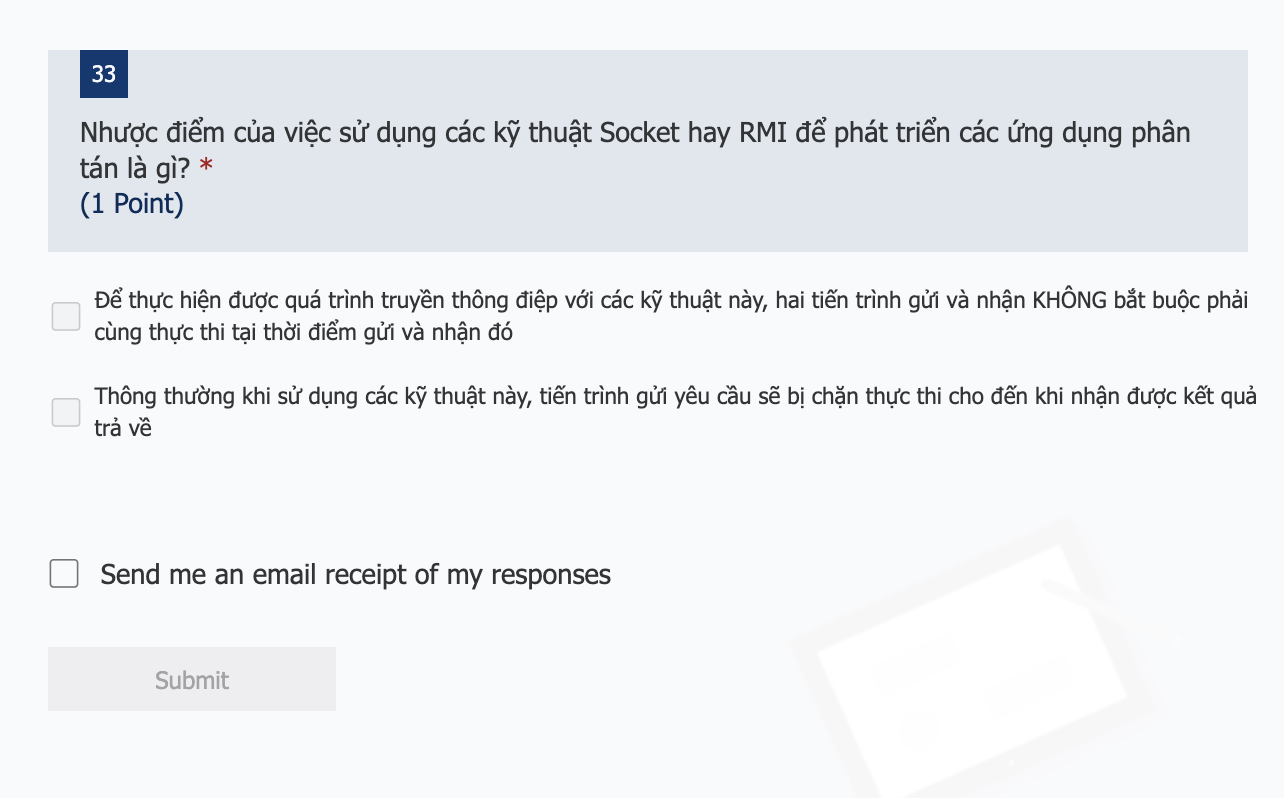 33
Nhược điểm của việc sử dụng các kỹ thuật Socket hay RMI để phát triển các ứng dụng phân
tán là gì? *
(1 Point)
Để thực hiện được quá trình truyền thông điệp với các kỹ thuật này, hai tiến trình gửi và nhận KHÔNG bắt buộc phải
cùng thực thi tại thời điểm gửi và nhận đó
Thông thường khi sử dụng các kỹ thuật này, tiến trình gửi yêu cầu sẽ bị chặn thực thi cho đến khi nhận được kết quả
trả về
Send me an email receipt of my responses
Submit